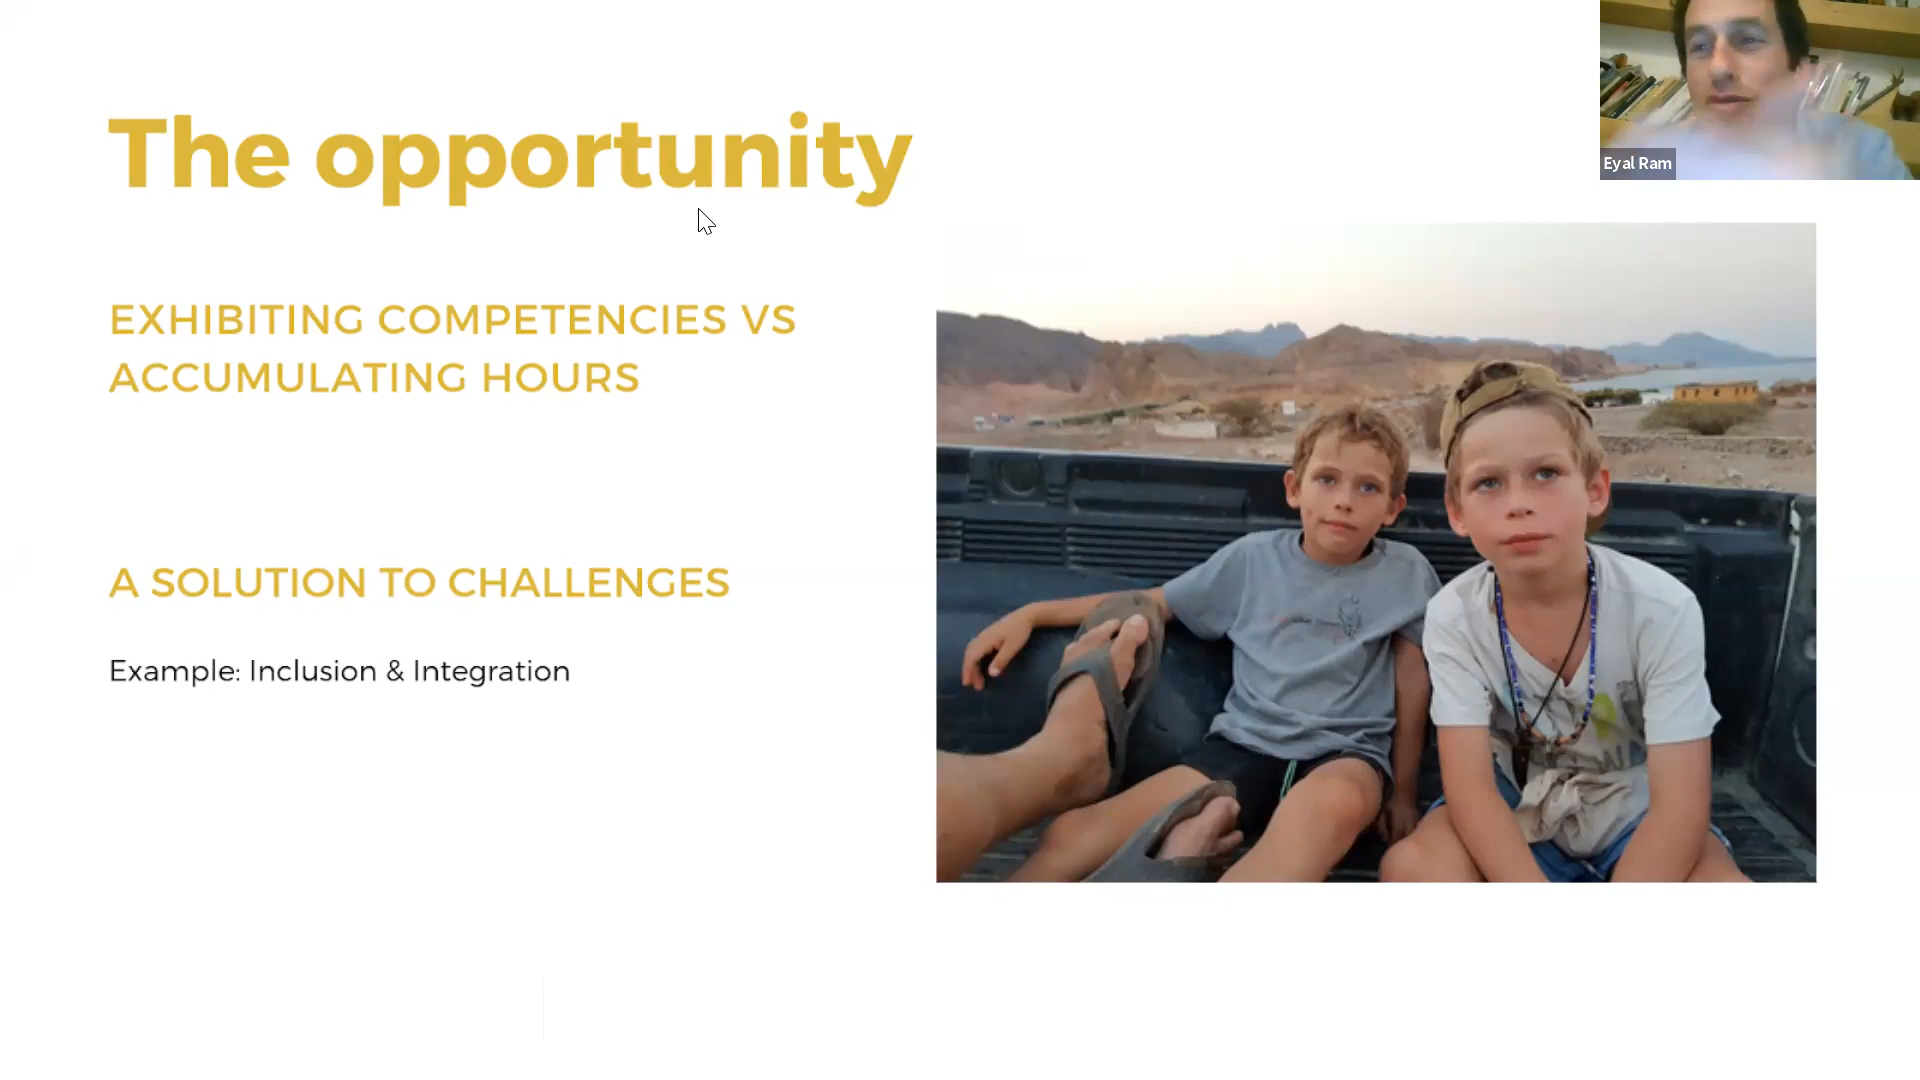 The opportunity
Eyal Ram
EXHIBITING COMPETENCIES VS
ACCUMULATING HOURS
A SOLUTION TO CHALLENGES
Example: Inclusion & Integration